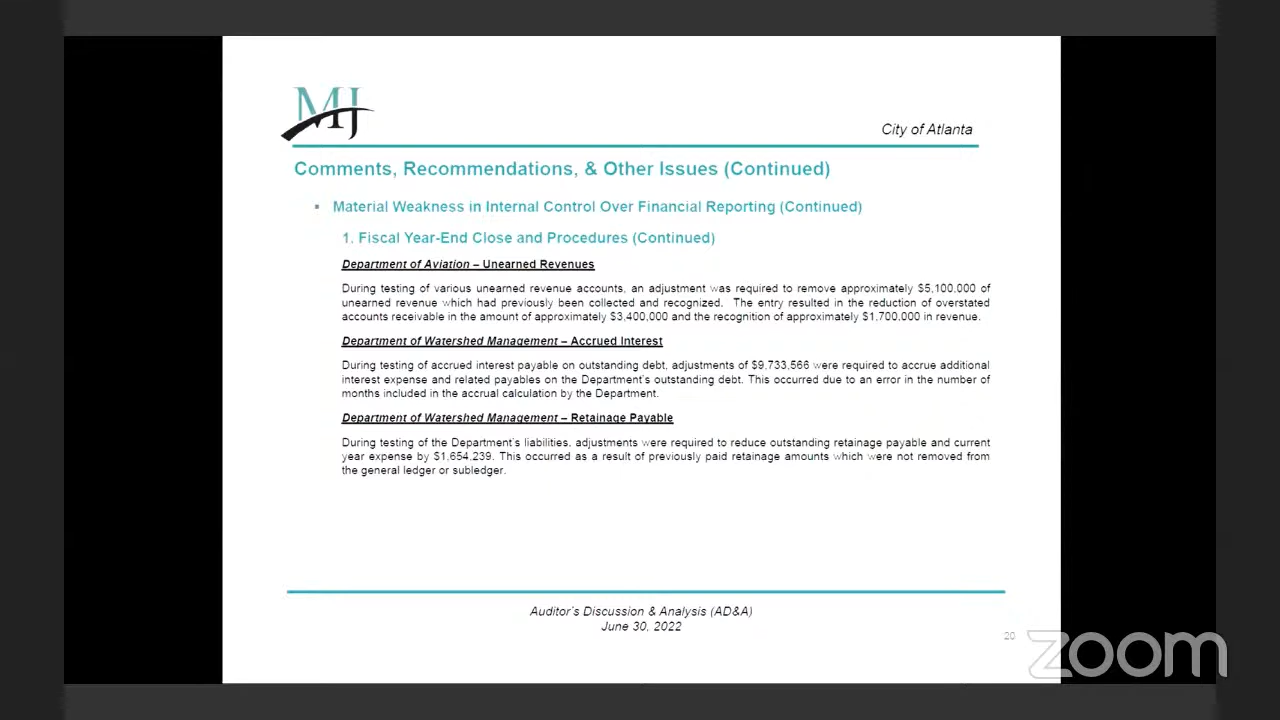 MJ
City of Atlanta
Comments, Recommendations, & Other Issues (Continued)
▪ Material Weakness in Internal Control Over Financial Reporting (Continued)
1. Fiscal Year-End Close and Procedures (Continued)
Department of Aviation – Unearned Revenues
During testing of various unearned revenue accounts, an adjustment was required to remove approximately $5,100,000 of
unearned revenue which had previously been collected and recognized. The entry resulted in the reduction of overstated
accounts receivable in the amount of approximately $3,400,000 and the recognition of approximately $1,700,000 in revenue.
Department of Watershed Management – Accrued Interest
During testing of accrued interest payable on outstanding debt, adjustments of $9,733,566 were required to accrue additional
interest expense and related payables on the Department's outstanding debt. This occurred due to an error in the number of
months included in the accrual calculation by the Department.
Department of Watershed Management – Retainage Payable
During testing of the Department's liabilities, adjustments were required to reduce outstanding retainage payable and current
year expense by $1,654,239. This occurred as a result of previously paid retainage amounts which were not removed from
the general ledger or subledger.
Auditor's Discussion & Analysis (AD&A)
June 30, 2022
20
zoom